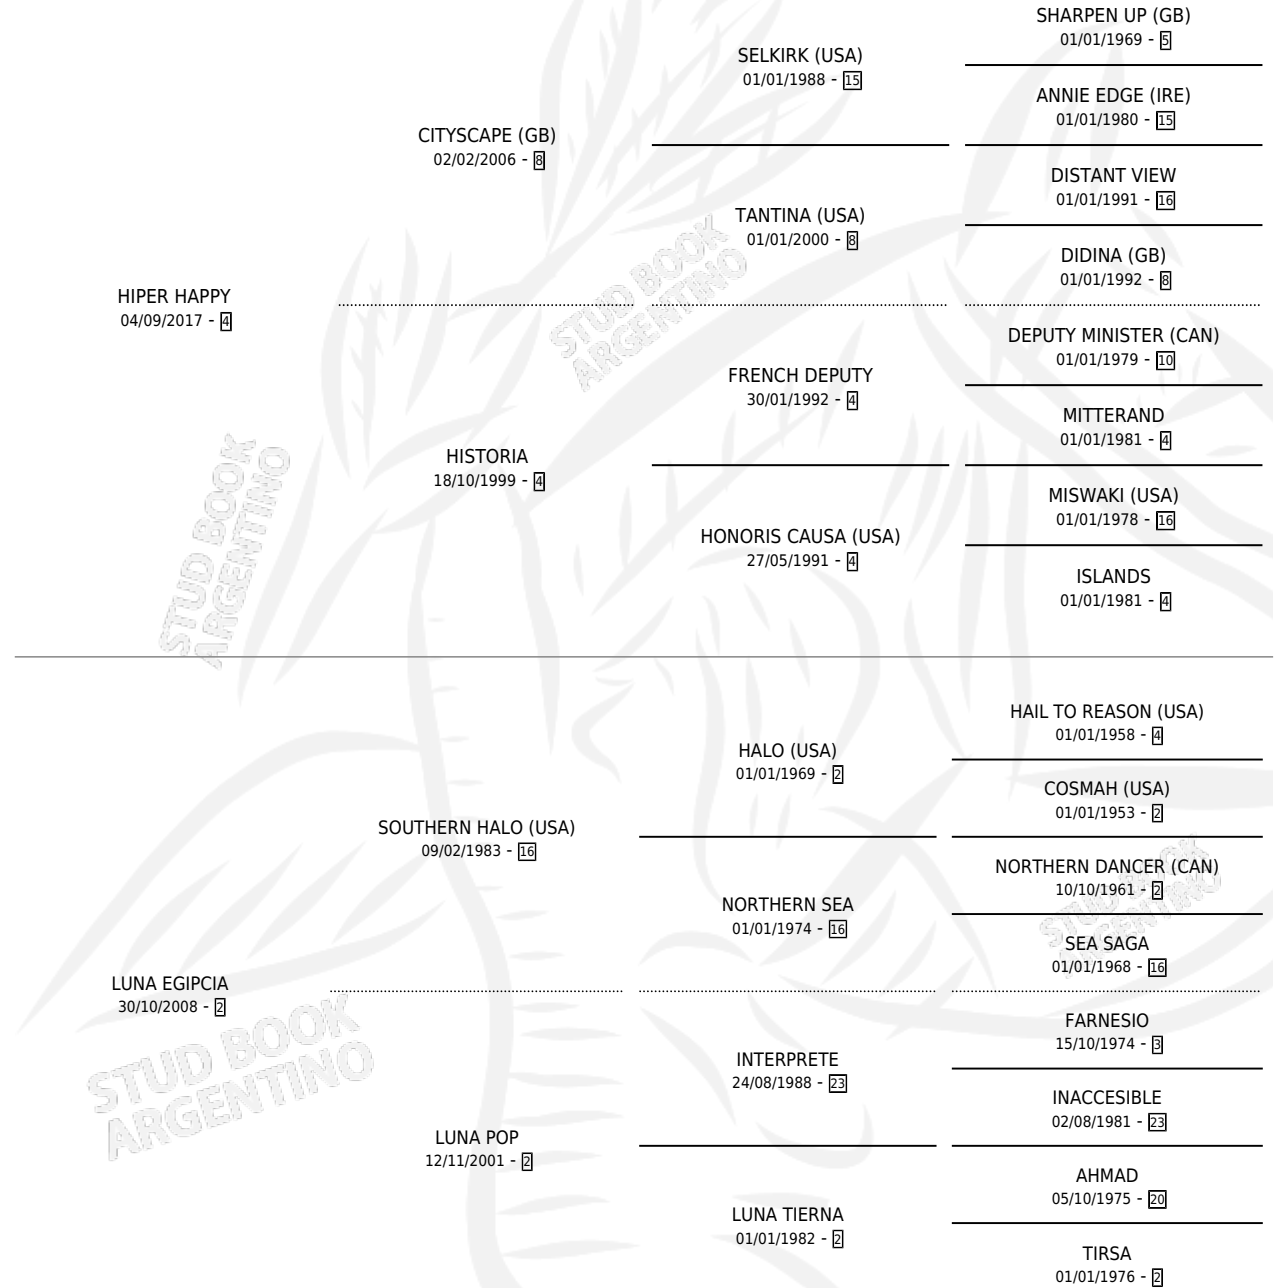 SHARPEN UP (GB)
01/01/1969 - 5
SELKIRK (USA)
01/01/1988 - 15
ANNIE EDGE (IRE)
01/01/1980 - 15
CITYSCAPE (GB)
02/02/2006 - 8
DISTANT VIEW
01/01/1991 - 16
TANTINA (USA)
01/01/2000 - 8
DIDINA (GB)
01/01/1992 - 8
HIPER HAPPY
04/09/2017 - 4
STUD BOOK
ARGENTINO
DEPUTY MINISTER (CAN)
01/01/1979 - 10
FRENCH DEPUTY
30/01/1992 - 4
MITTERAND
01/01/1981 - 4
HISTORIA
18/10/1999 - 4
MISWAKI (USA)
01/01/1978 - 16
HONORIS CAUSA (USA)
27/05/1991 - 4
ISLANDS
01/01/1981 - 4
STUD BOOK
ARGENTINO
HAIL TO REASON (USA)
01/01/1958 - 4
HALO (USA)
01/01/1969 - 2
COSMAH (USA)
01/01/1953 - 2
SOUTHERN HALO (USA)
09/02/1983 - 16
NORTHERN DANCER (CAN)
10/10/1961 - 2
STUD BOOK
ARGENTINO
NORTHERN SEA
01/01/1974 - 16
SEA SAGA
01/01/1968 - 16
LUNA EGIPCIA
30/10/2008 - 2
STUD BOOK
ARGENTINO
FARNESIO
15/10/1974 - 3
INTERPRETE
24/08/1988 - 23
INACCESIBLE
02/08/1981 - 23
LUNA POP
12/11/2001 - 2
AHMAD
05/10/1975 - 20
LUNA TIERNA
01/01/1982 - 2
TIRSA
01/01/1976 - 2